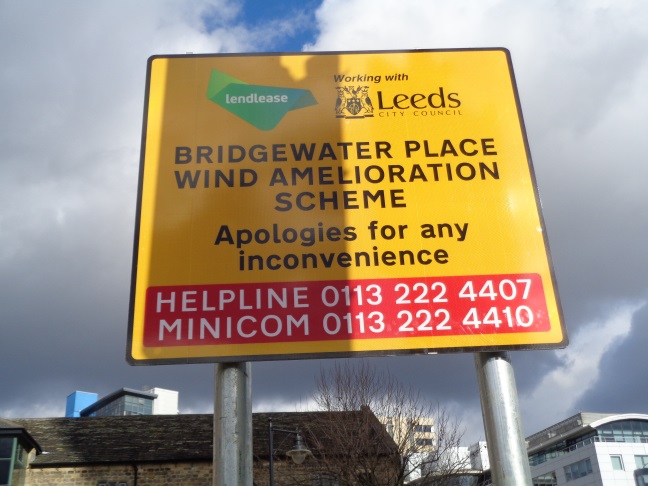 lendlease
Working with
Leeds
CITY COUNCIL
BRIDGEWATER PLACE
WIND AMELIORATION
SCHEME
Apologies for any
inconvenience
HELPLINE 0113 222 4407
MINICOM 0113 222 4410